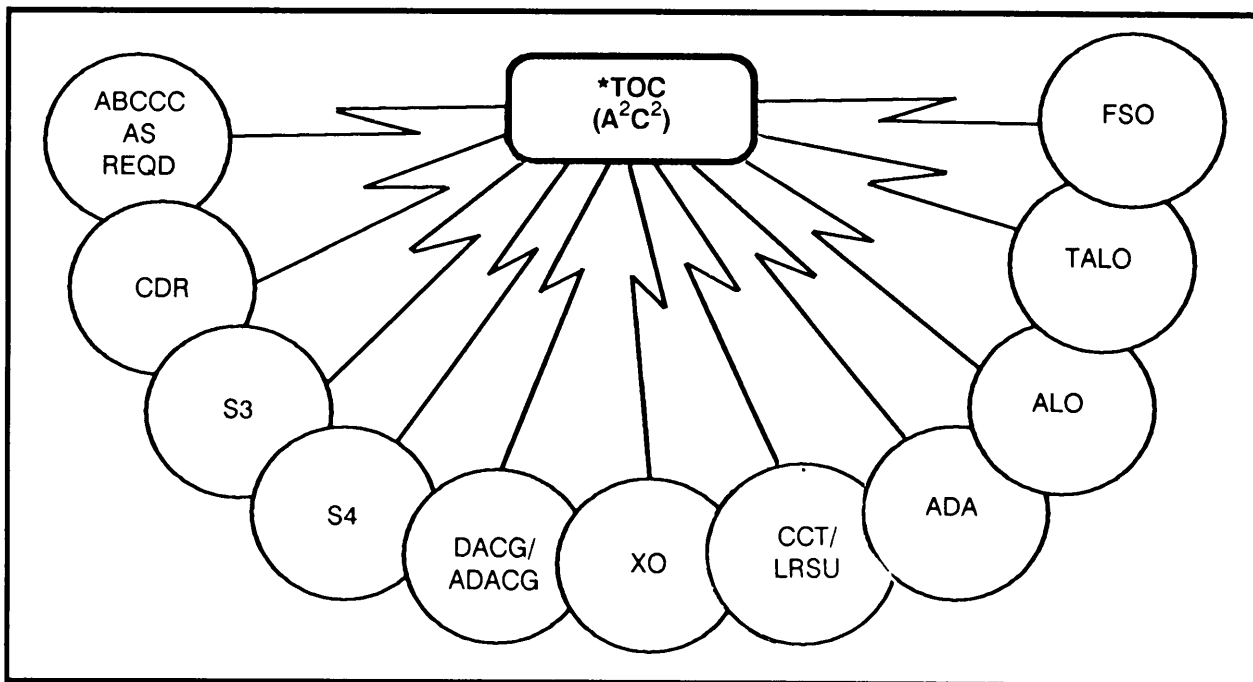 *TOC
(A²C²)
ABCCC
AS
REQD
CDR
S3
S4
DACG/
ADACG
XO
CCT/
LRSU
ADA
ALO
TALO
FSO